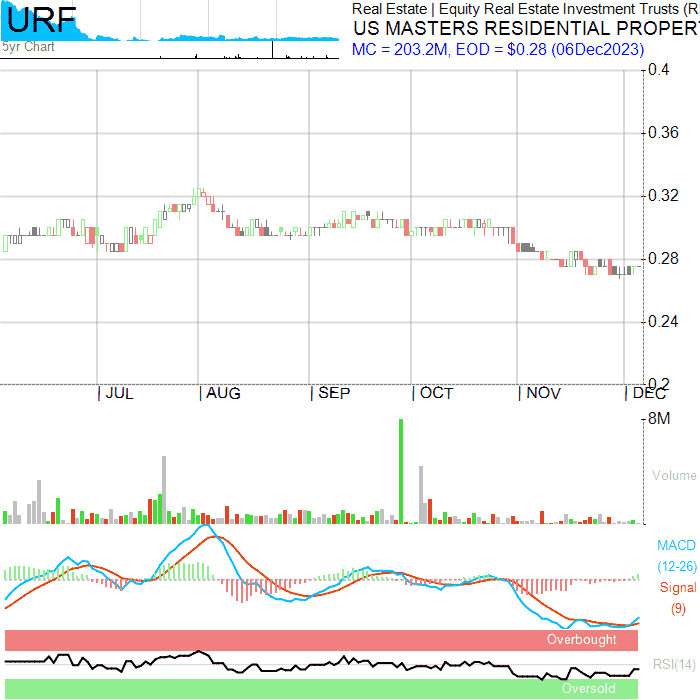 URF
5yr Chart
Real Estate | Equity Real Estate Investment Trusts (R
US MASTERS RESIDENTIAL PROPER
MC = 203.2M, EOD = $0.28 (06Dec2023)
0.4
0.36
0.32
0.28
0.24
0.2
JUL AUG SEP OCT NOV DEC
8M
Volume
MACD
(12-26)
Signal
(9)
Overbought
RSI(14)
Oversold